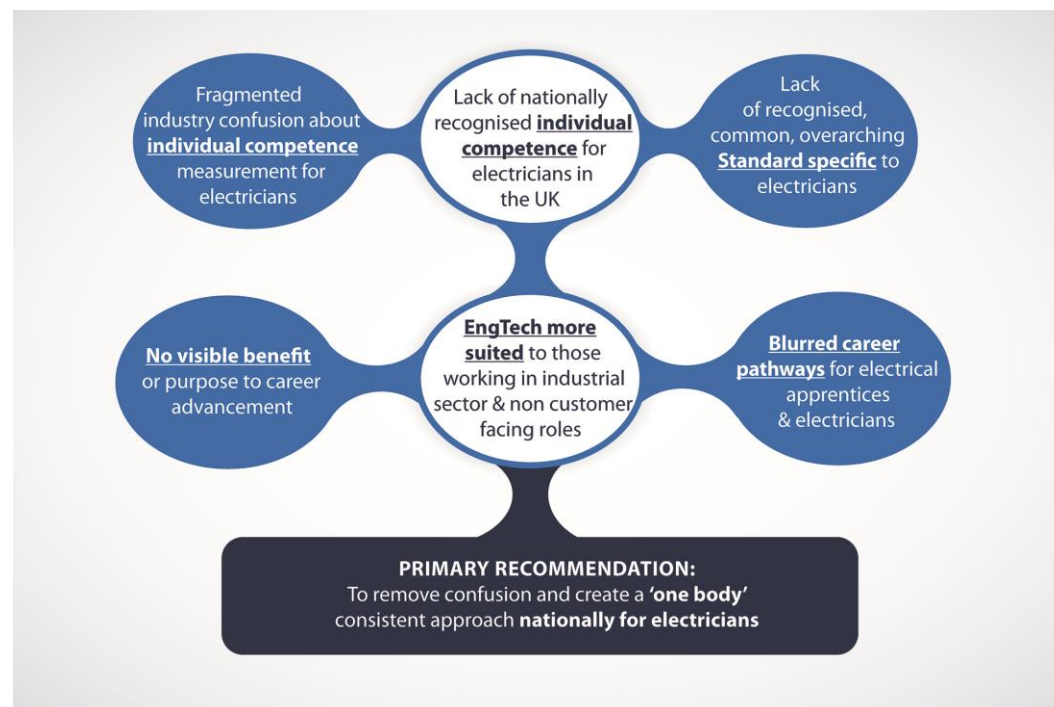 Fragmented
industry confusion about
individual competence
measurement for
electricians
Lack of nationally
recognised individual
competence for
electricians in
the UK
Lack
of recognised,
common, overarching
Standard specific to
electricians
No visible benefit
or purpose to career
advancement
EngTech more
suited to those
working in industrial
sector & non customer
facing roles
Blurred career
pathways for electrical
apprentices
& electricians
PRIMARY RECOMMENDATION:
To remove confusion and create a ‘one body’
consistent approach nationally for electricians